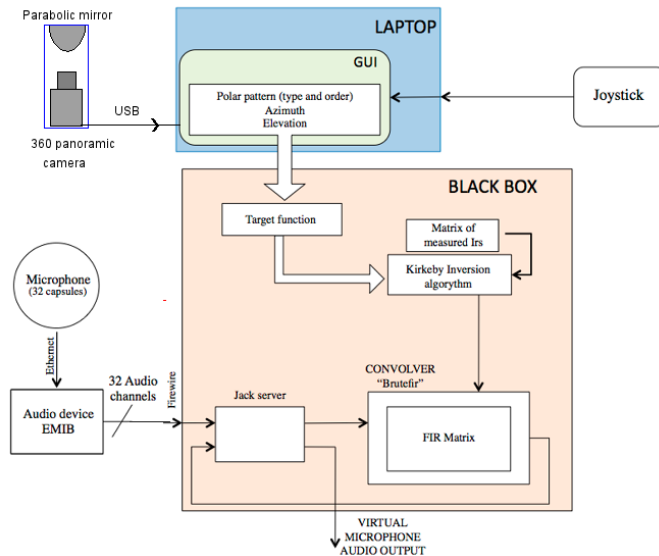 Parabolic mirror
LAPTOP
GUI
Polar pattern (type and order)
Azimuth
Elevation
USB
360 panoramic
camera
Joystick
BLACK BOX
Target function
Matrix of
measured Irs
Kirkeby Inversion
algorythm
Microphone
(32 capsules)
Ethernet
Audio device
EMIB
32 Audio
channels
Firewire
Jack server
CONVOLVER
“Brutefir”
FIR Matrix
VIRTUAL
MICROPHONE
AUDIO OUTPUT